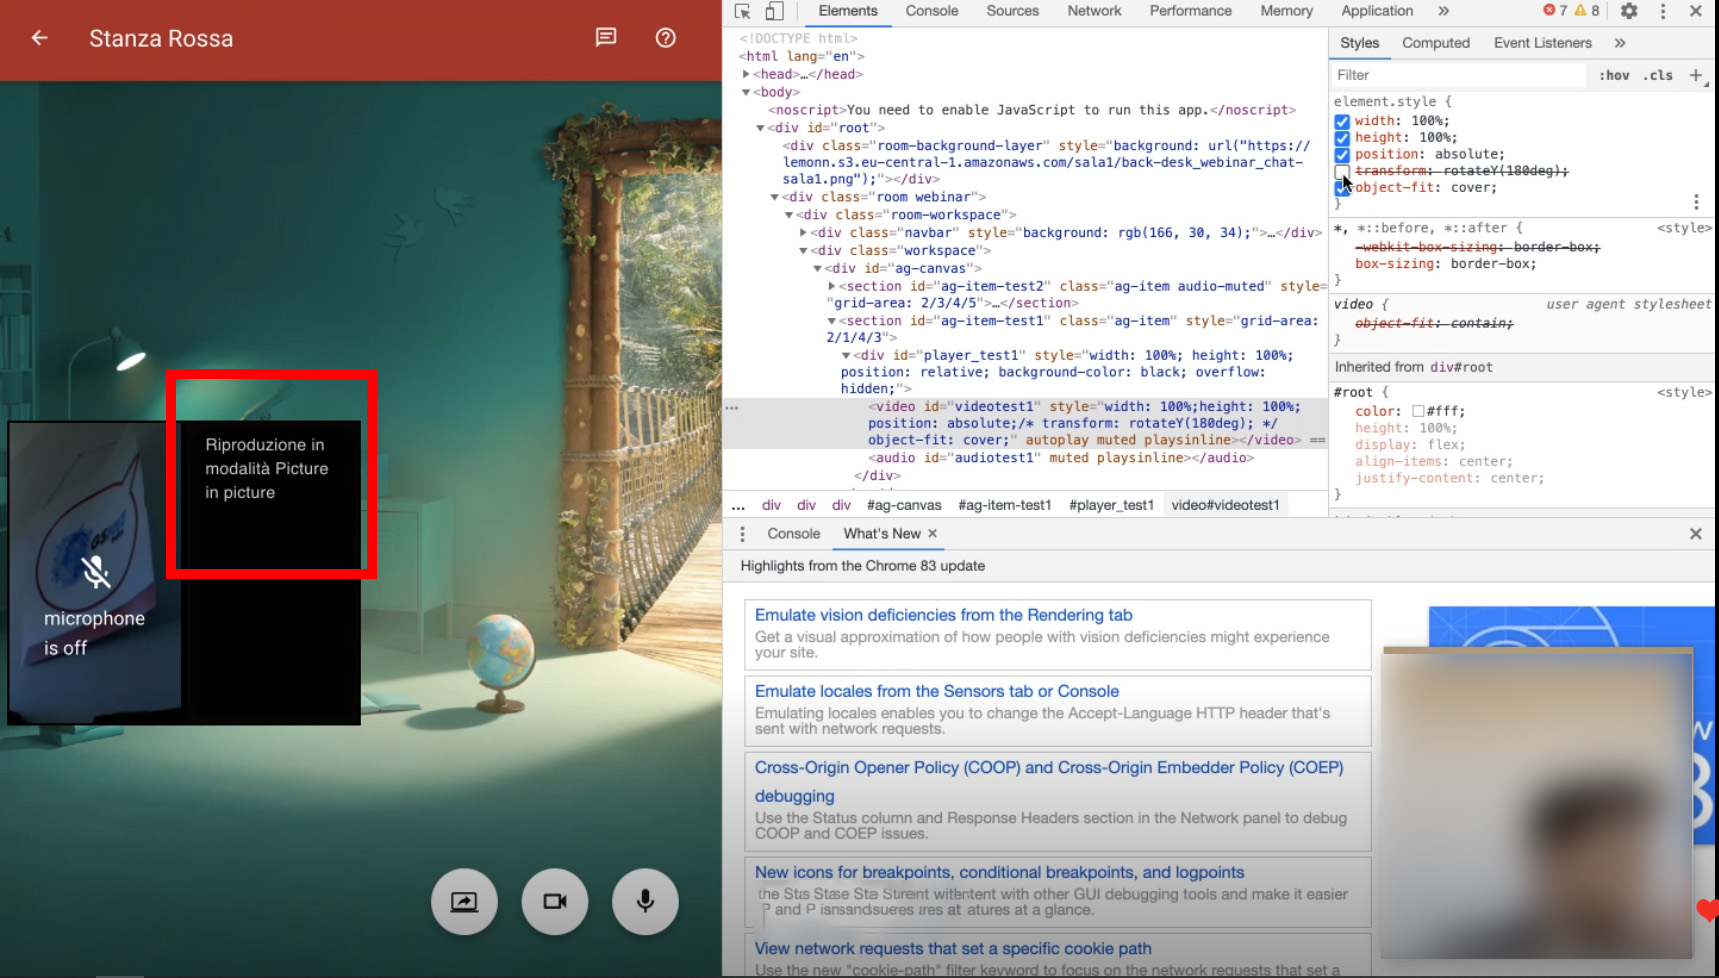 Stanza Rossa
Riproduzione in
modalità Picture
in picture
GS
microphone
is off
Elements Console Sources Network Performance Memory Application » 7 8
<!DOCTYPE html>
<html lang="en">
<head>…</head>
<body>
<noscript>You need to enable JavaScript to run this app.</noscript>
<div id="root">
<div class="room-background-layer" style="background: url("https://
lemonn.s3.eu-central-1.amazonaws.com/sala1/back-desk_webinar_chat-
sala1.png");"></div>
<div class="room webinar">
<div class="room-workspace">
<div class="navbar" style="background: rgb(166, 30, 34);">…</div>
<div class="workspace">
<div id="ag-canvas">
<section id="ag-item-test2" class="ag-item audio-muted" style=
"grid-area: 2/3/4/5">…</section>
<section id="ag-item-test1" class="ag-item" style="grid-area:
2/1/4/3">
<div id="player_test1" style="width: 100%; height: 100%;
position: relative; background-color: black; overflow:
hidden;">
<video id="videotest1" style="width: 100%;height: 100%;
position: absolute;/* transform: rotateY(180deg); */
object-fit: cover;" autoplay muted playsinline></video> ==
<audio id="audiotest1" muted playsinline></audio>
</div>
... div div div #ag-canvas #ag-item-test1 #player_test1 video#videotest1
Styles Computed Event Listeners »
Filter :hov .cls +
element.style {
width: 100%;
height: 100%;
position: absolute;
transform: rotateY(180deg);
object-fit: cover;
}
*, *::before, *::after { <style>
-webkit-box-sizing: border-box;
box-sizing: border-box;
}
video { user agent stylesheet
object-fit: contain;
}
Inherited from div#root
#root { <style>
color: #fff;
height: 100%;
display: flex;
align-items: center;
justify-content: center;
}
Console What's New ×
Highlights from the Chrome 83 update
Emulate vision deficiencies from the Rendering tab
Get a visual approximation of how people with vision deficiencies might experience
your site.
Emulate locales from the Sensors tab or Console
Emulating locales enables you to change the Accept-Language HTTP header that's
sent with network requests.
Cross-Origin Opener Policy (COOP) and Cross-Origin Embedder Policy (COEP)
debugging
Use the Status column and Response Headers section in the Network panel to debug
COOP and COEP issues.
New icons for breakpoints, conditional breakpoints, and logpoints
with other GUI debugging tools and make it easier
at a glance.
View network requests that set a specific cookie path
Use the new "cookie-path" filter keyword to focus on the network requests that set a